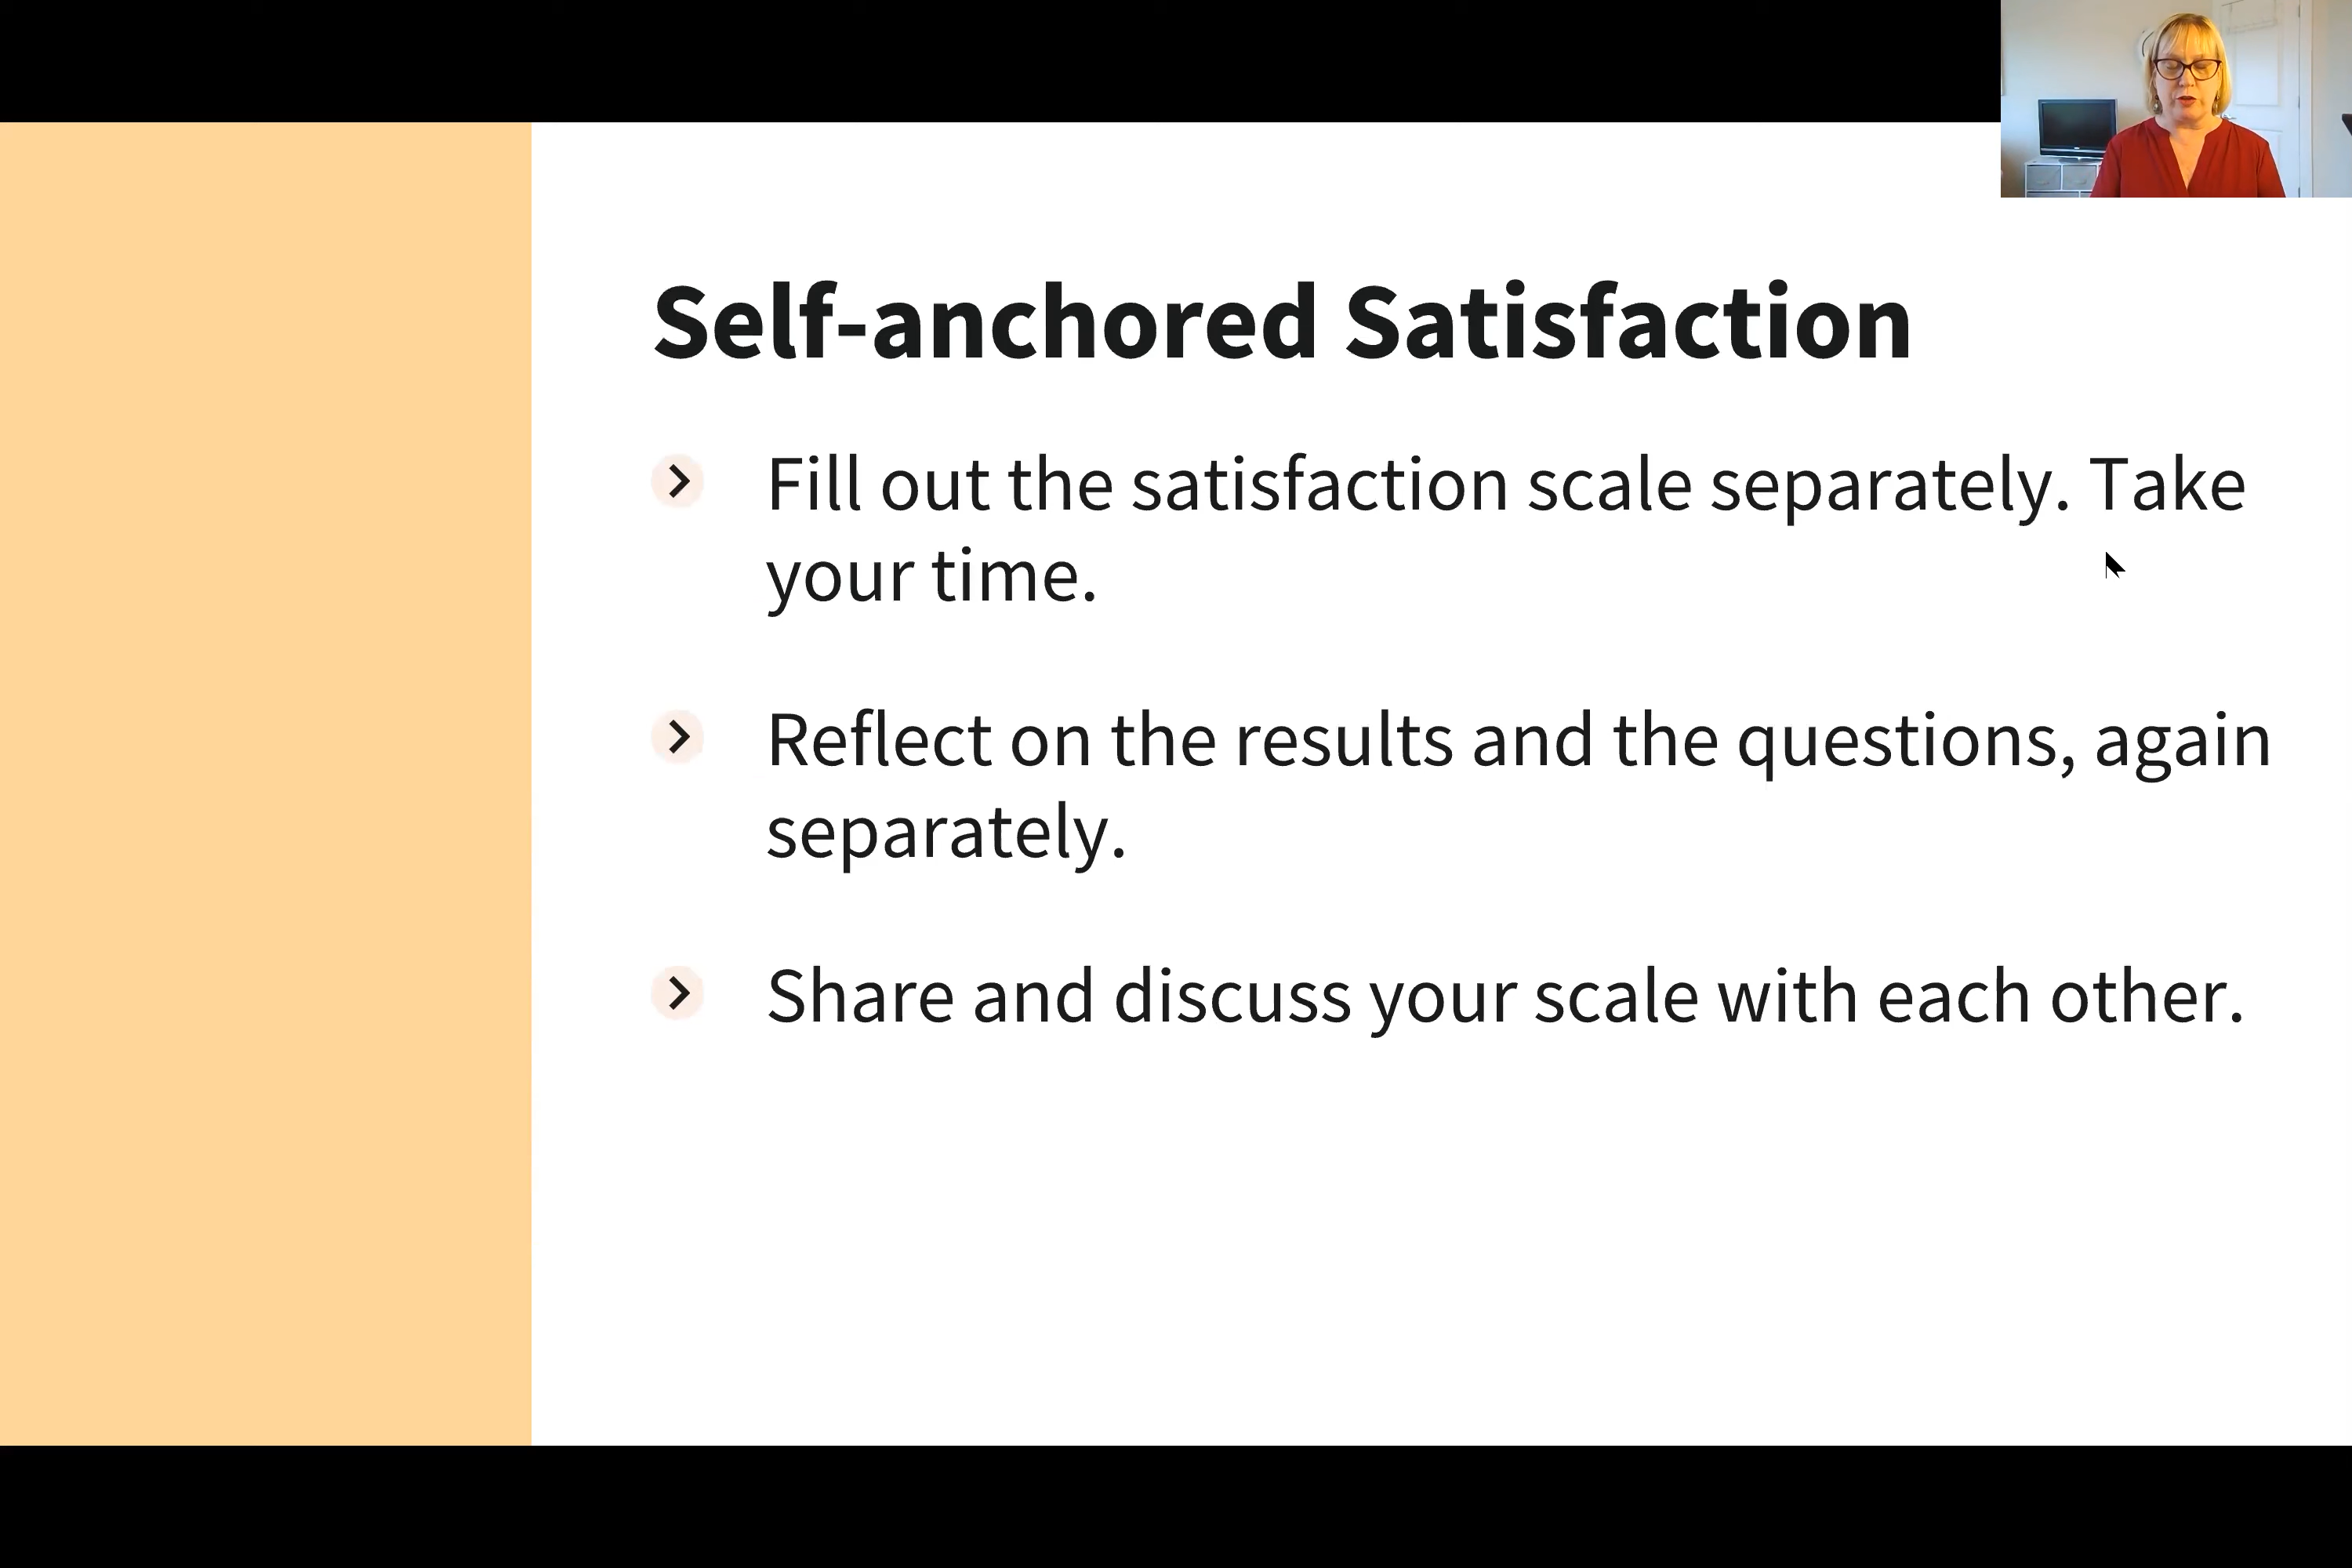 Self-anchored Satisfaction
Fill out the satisfaction scale separately. Take
your time.
Reflect on the results and the questions, again
separately.
Share and discuss your scale with each other.